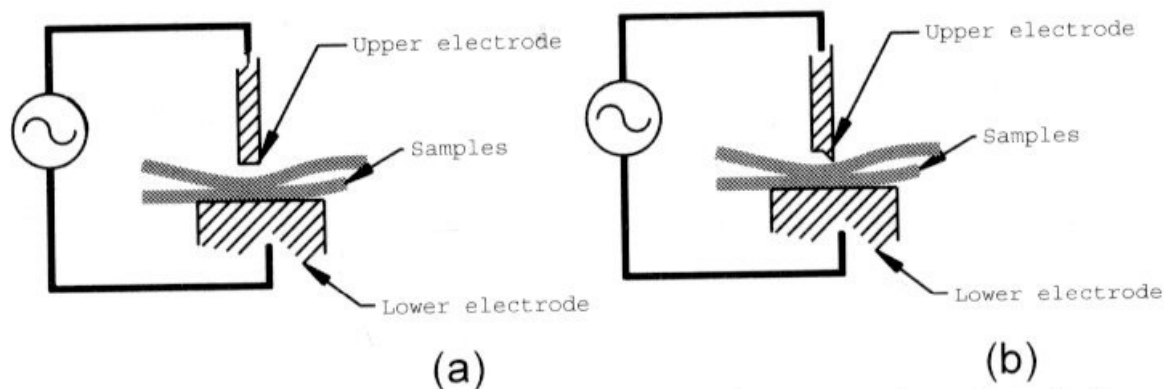 Upper electrode
Samples
Lower electrode
(a)
Upper electrode
Samples
Lower electrode
(b)